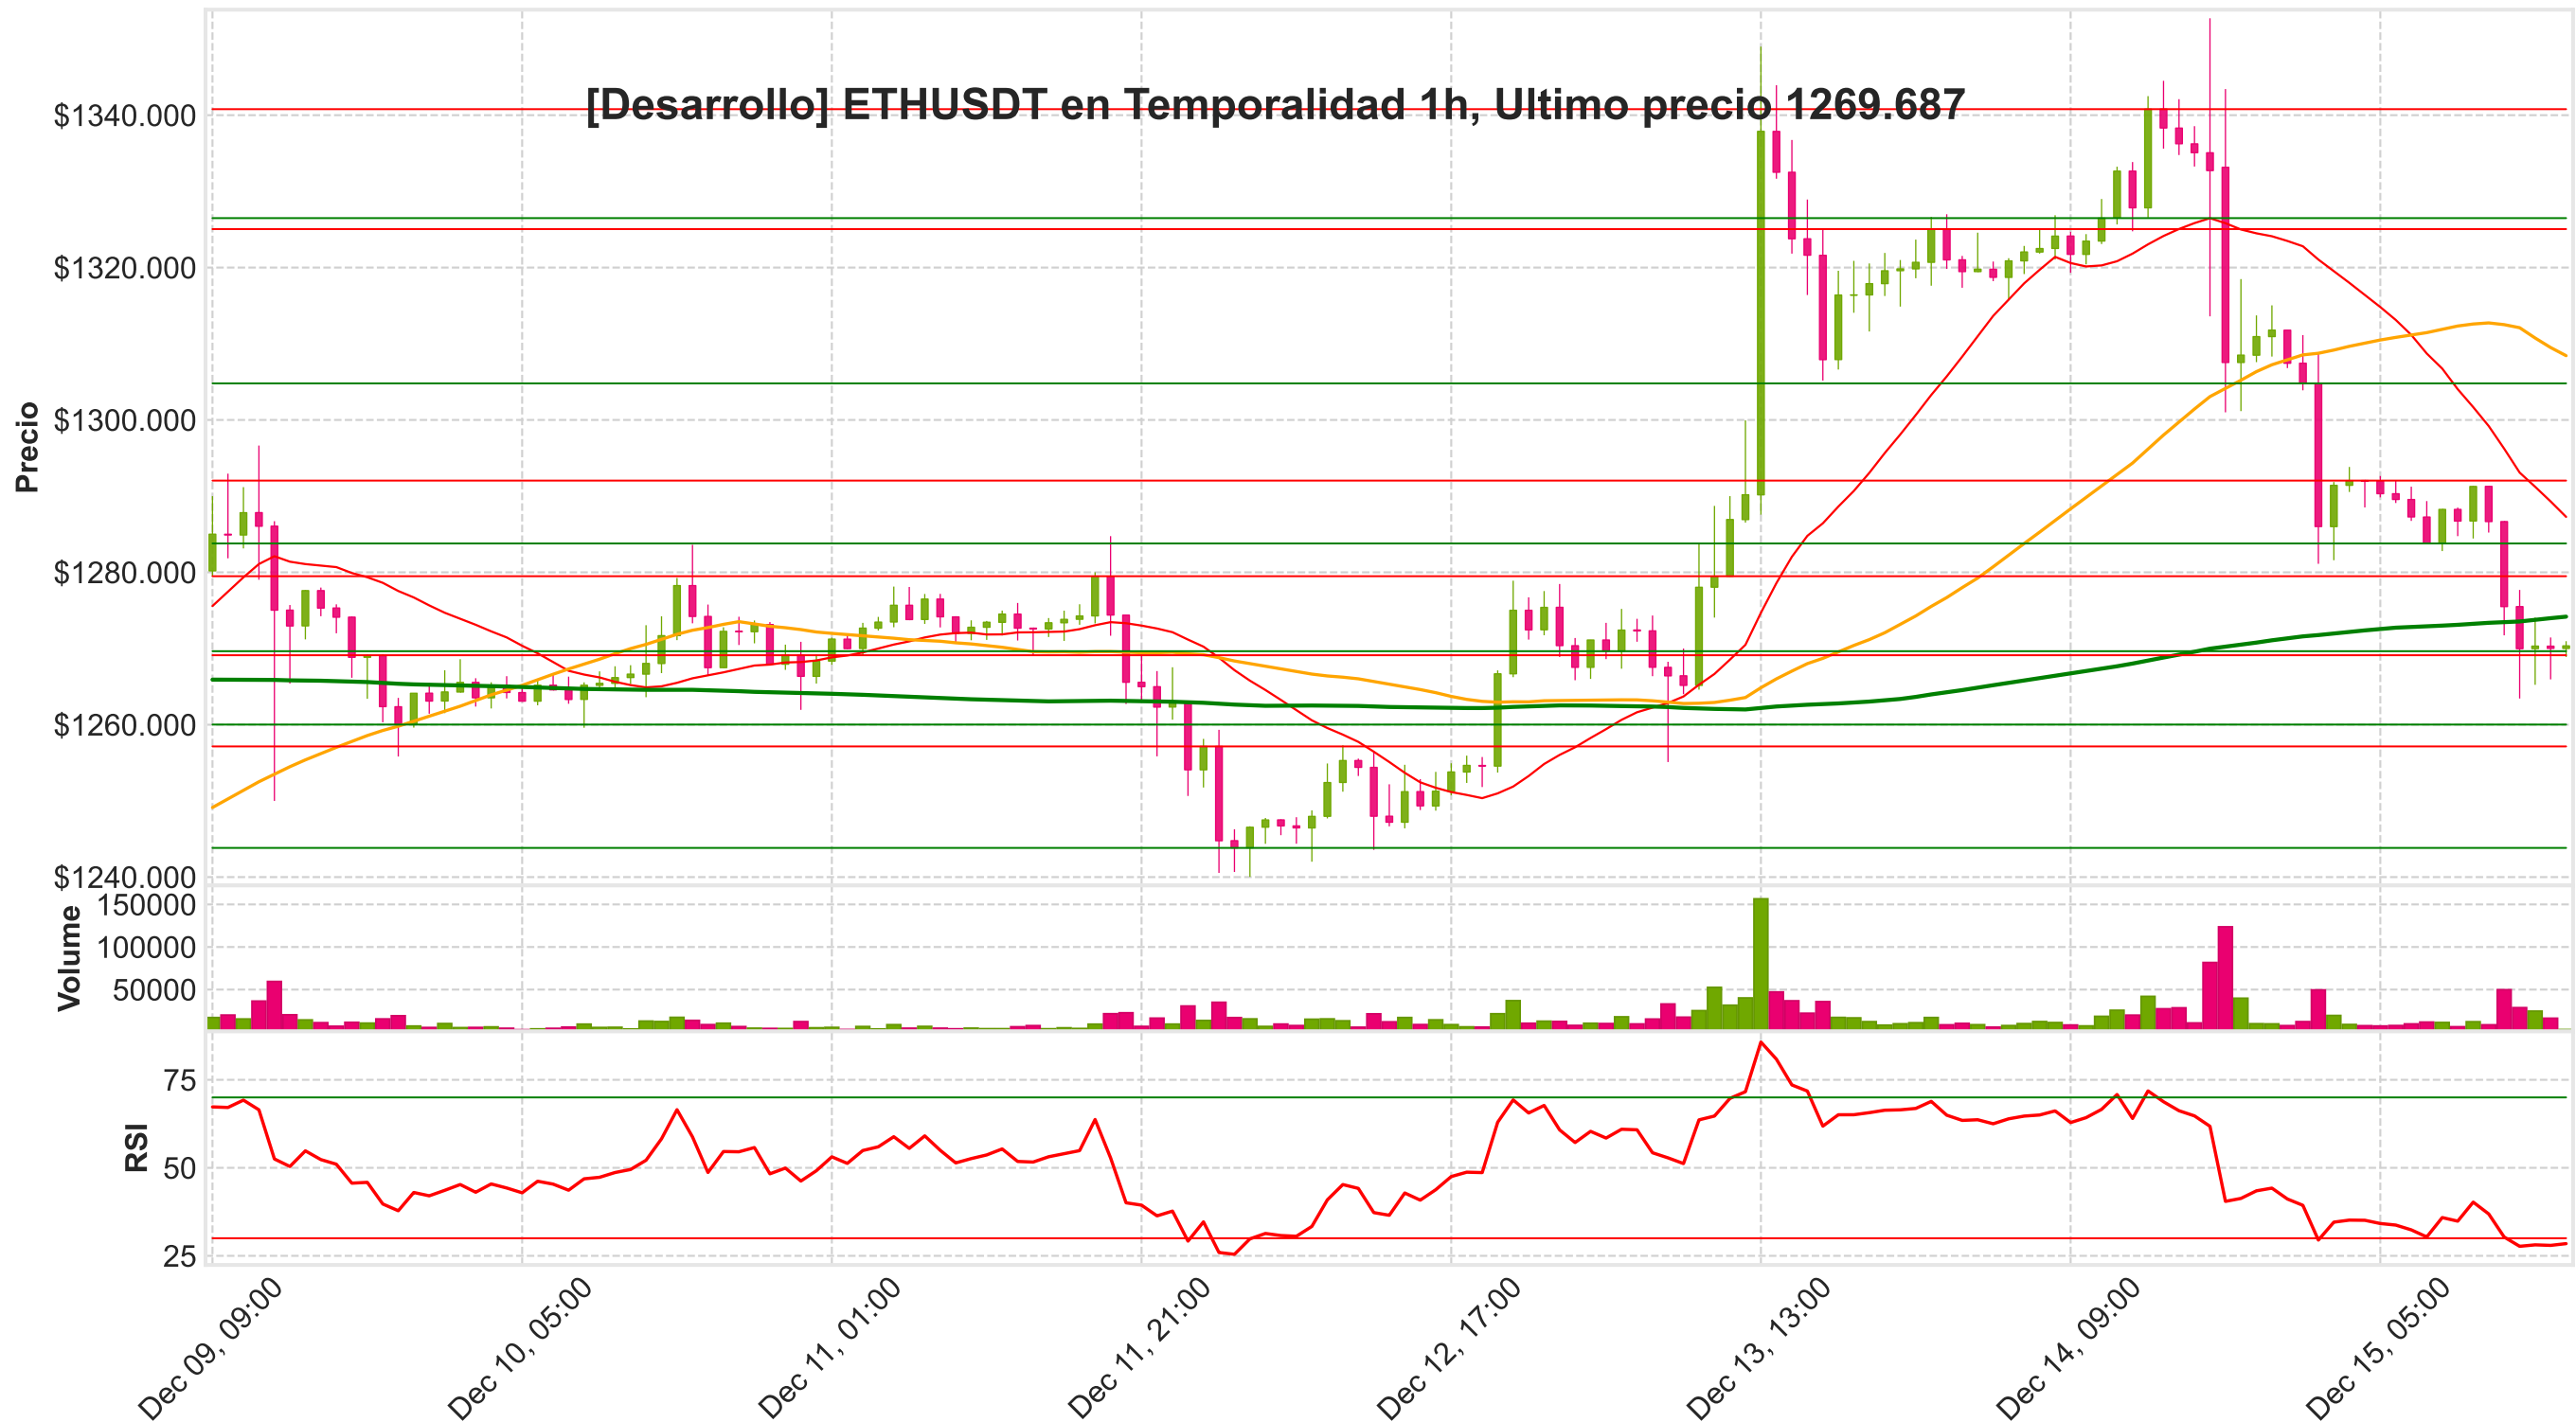 [Desarrollo] ETHUSDT en Temporalidad 1h, Ultimo precio 1269.687
Precio
$1340.000
$1320.000
$1300.000
$1280.000
$1260.000
$1240.000
Volume
150000
100000
50000
RSI
75
50
25
Dec 09, 09:00
Dec 10, 05:00
Dec 11, 01:00
Dec 11, 21:00
Dec 12, 17:00
Dec 13, 13:00
Dec 14, 09:00
Dec 15, 05:00